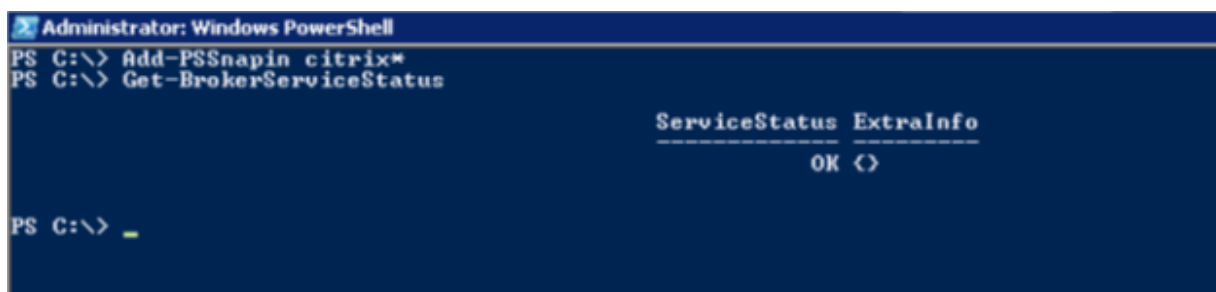 Administrator: Windows PowerShell
PS C:\> Add-PSSnapin citrix*
PS C:\> Get-BrokerServiceStatus
ServiceStatus ExtraInfo
------------- ---------
OK {}
PS C:\> _